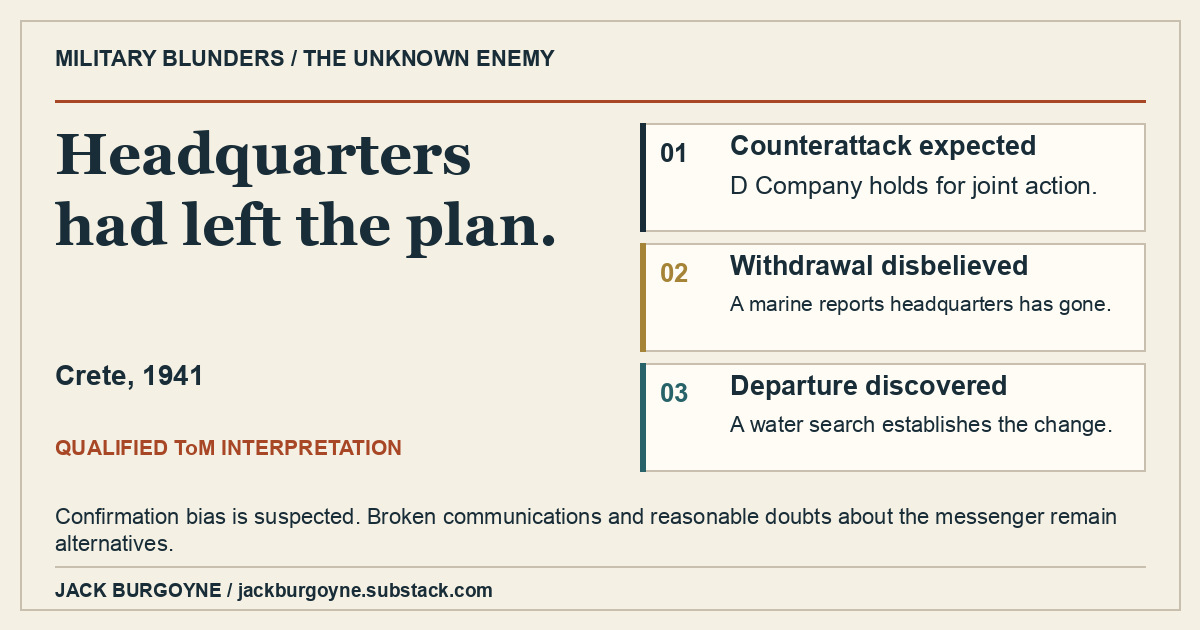 MILITARY BLUNDERS / THE UNKNOWN ENEMY
Headquarters
had left the plan.
Crete, 1941
QUALIFIED ToM INTERPRETATION
01
Counterattack expected
D Company holds for joint action.
02
Withdrawal disbelieved
A marine reports headquarters has gone.
03
Departure discovered
A water search establishes the change.
Confirmation bias is suspected. Broken communications and reasonable doubts about the messenger remain
alternatives.
JACK BURGOYNE / jackburgoyne.substack.com